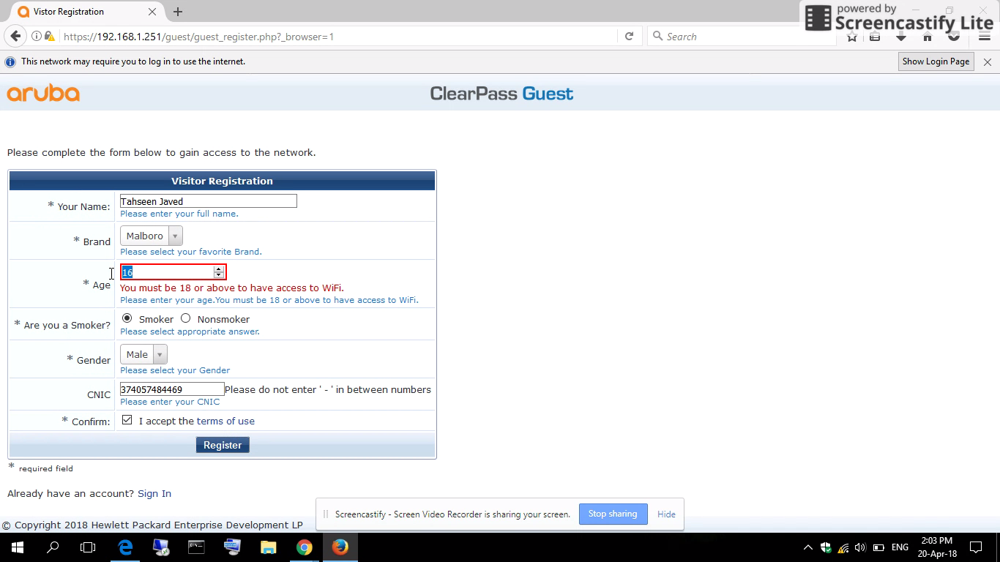 Vistor Registration
powered by
Screencastify Lite
https://192.168.1.251/guest/guest_register.php?_browser=1
Search
This network may require you to log in to use the internet.
Show Login Page
aruba
ClearPass Guest
Please complete the form below to gain access to the network.
Visitor Registration
* Your Name:
Tahseen Javed
Please enter your full name.
* Brand
Malboro
Please select your favorite Brand.
* Age
16
You must be 18 or above to have access to WiFi.
Please enter your age.You must be 18 or above to have access to WiFi.
* Are you a Smoker?
Smoker Nonsmoker
Please select appropriate answer.
* Gender
Male
Please select your Gender
CNIC
374057484469 Please do not enter ' - ' in between numbers
Please enter your CNIC
* Confirm:
I accept the terms of use
Register
* required field
Already have an account? Sign In
Screencastify - Screen Video Recorder is sharing your screen.
Stop sharing
Hide
© Copyright 2018 Hewlett Packard Enterprise Development LP
ENG
2:03 PM
20-Apr-18